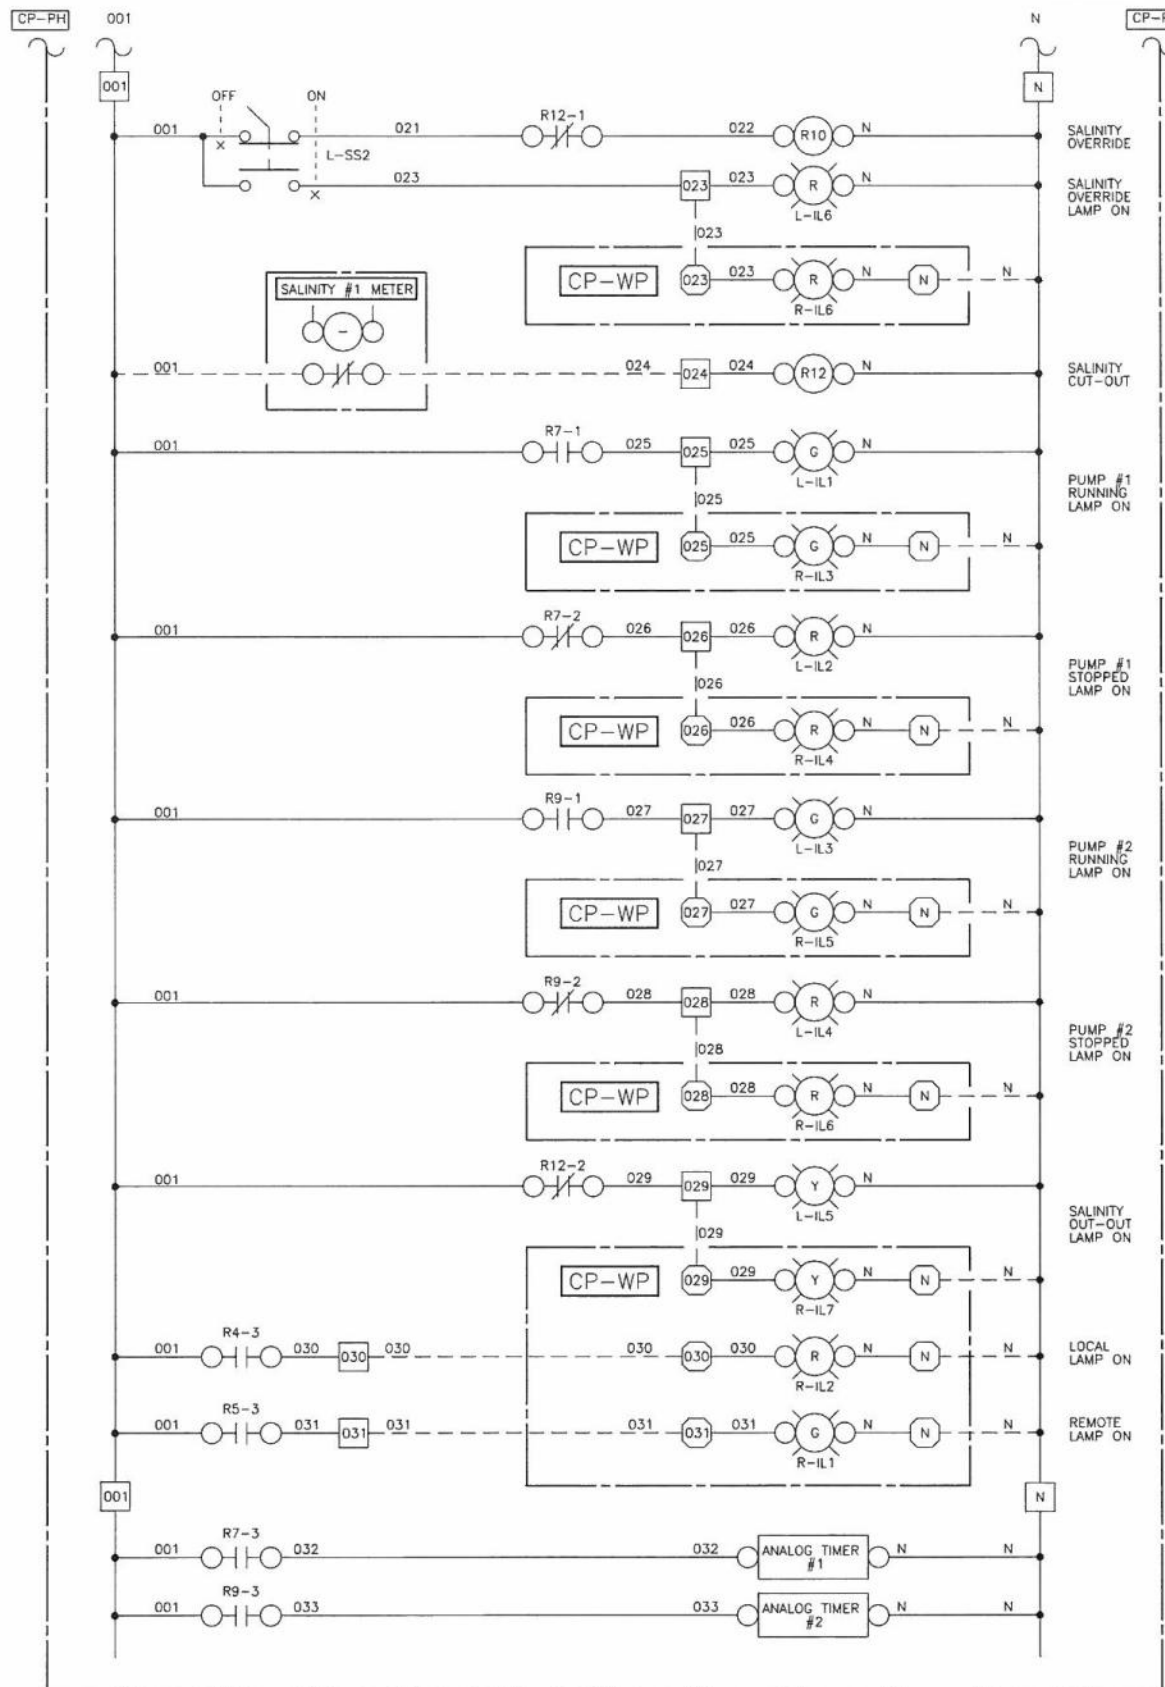 CP-PH 001 N
001 N
OFF ON
001 021 R12-1 022 R10 N SALINITY
OVERRIDE
L-SS2
023 023 023 R N SALINITY
OVERRIDE
LAMP ON
L-IL6
023
CP-WP 023 023 R N N N
R-IL6
SALINITY #1 METER
-
001 024 024 024 R12 N SALINITY
CUT-OUT
R7-1
001 025 025 025 G N
L-IL1
PUMP #1
RUNNING
LAMP ON
025
CP-WP 025 025 G N N N
R-IL3
R7-2
001 026 026 026 R N
L-IL2
PUMP #1
STOPPED
LAMP ON
026
CP-WP 026 026 R N N N
R-IL4
R9-1
001 027 027 027 G N
L-IL3
PUMP #2
RUNNING
LAMP ON
027
CP-WP 027 027 G N N N
R-IL5
R9-2
001 028 028 028 R N
L-IL4
PUMP #2
STOPPED
LAMP ON
028
CP-WP 028 028 R N N N
R-IL6
R12-2
001 029 029 029 Y N
L-IL5
SALINITY
OUT-OUT
LAMP ON
029
CP-WP 029 029 Y N N N
R-IL7
R4-3
001 030 030 030 030 030 030 R N N N LOCAL
LAMP ON
R-IL2
R5-3
001 031 031 031 031 031 031 G N N N REMOTE
LAMP ON
R-IL1
001 N
R7-3
001 032 032 ANALOG TIMER
#1 N N
R9-3
001 033 033 ANALOG TIMER
#2 N N